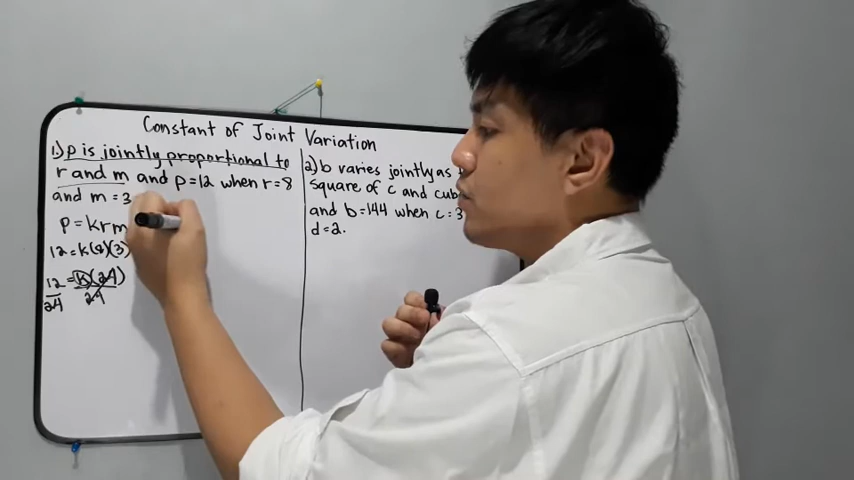 Constant of Joint Variation
1.) p is jointly proportional to
r and m and p=12 when r=8
and m = 3
p = krm
12 = k(8)(3)
12 = k(24)
24 24
2) b varies jointly as
square of c and cub
and b=144 when c = 3
d=2.